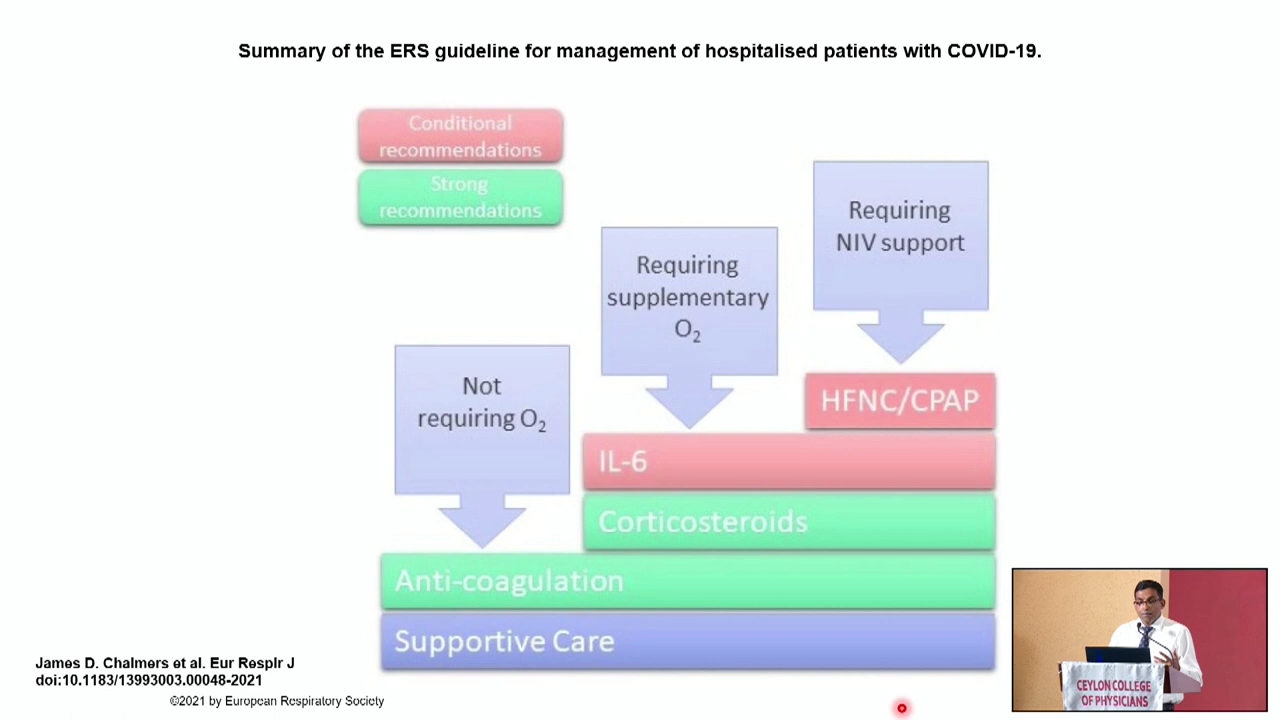 Summary of the ERS guideline for management of hospitalised patients with COVID-19.
Conditional
recommendations
Strong
recommendations
Requiring
NIV support
Requiring
supplementary
O₂
Not
requiring O₂
HFNC/CPAP
IL-6
Corticosteroids
Anti-coagulation
Supportive Care
James D. Chalmers et al. Eur Respir J
doi:10.1183/13993003.00048-2021
©2021 by European Respiratory Society
CEYLON COLLEGE
OF PHYSICIANS